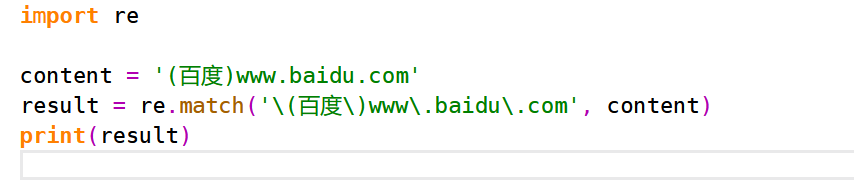 import re
content = '(百度)www.baidu.com'
result = re.match('\(百度\)www\.baidu\.com', content)
print(result)